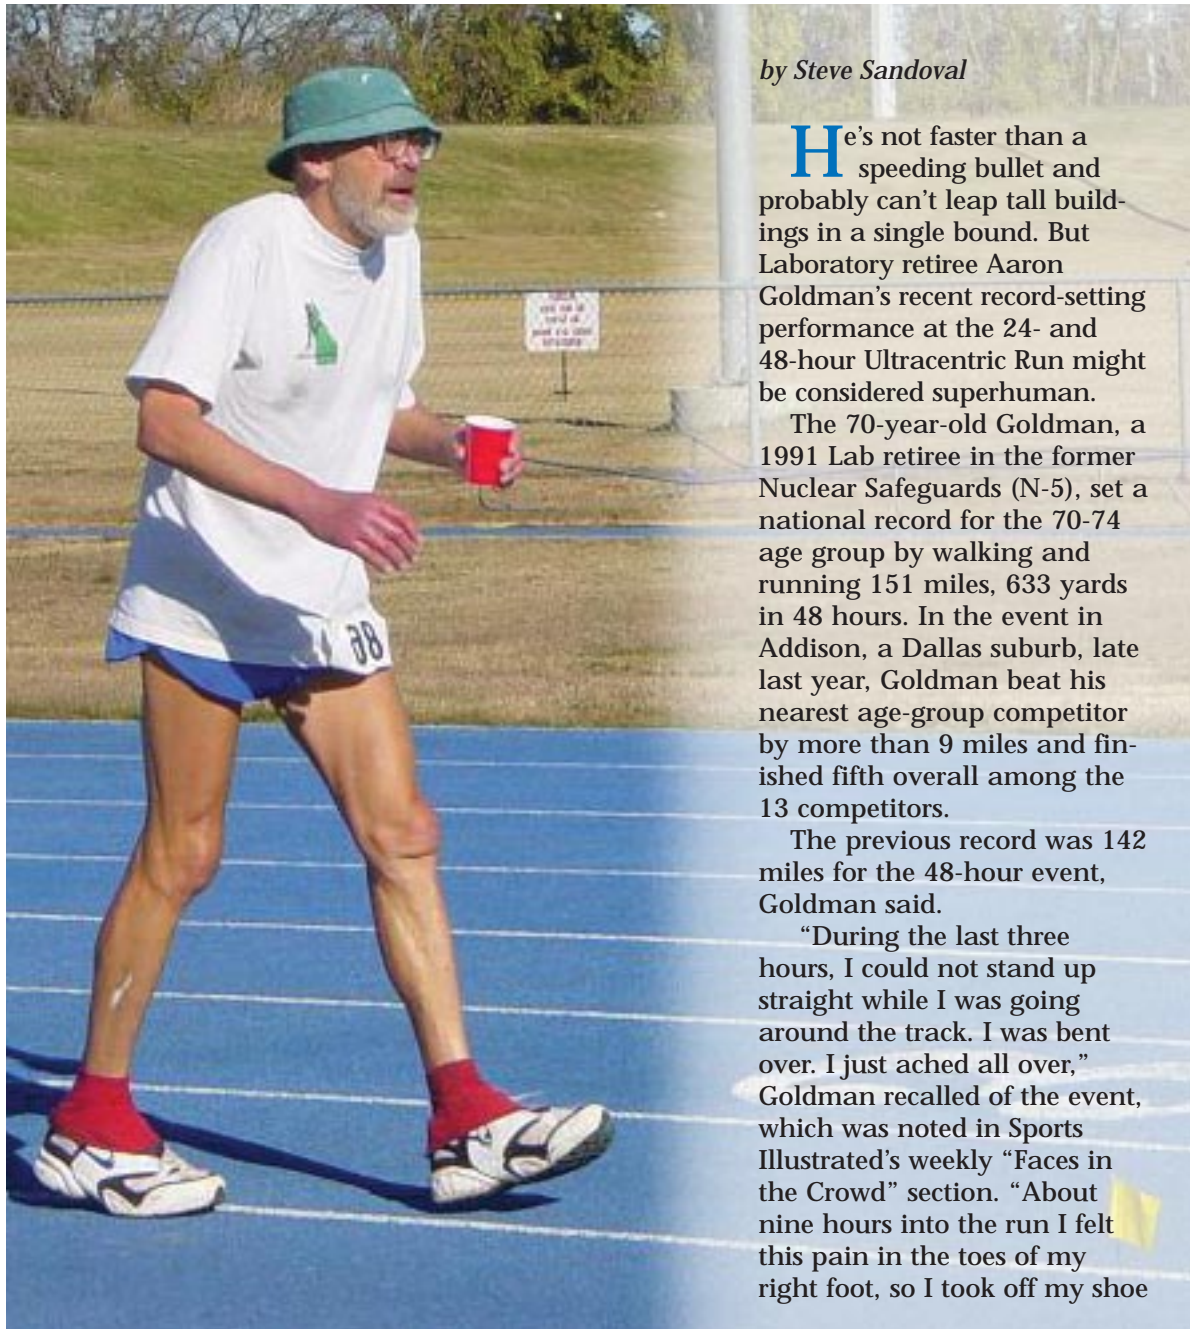 by Steve Sandoval
He's not faster than a
speeding bullet and
probably can't leap tall build-
ings in a single bound. But
Laboratory retiree Aaron
Goldman's recent record-setting
performance at the 24- and
48-hour Ultracentric Run might
be considered superhuman.
The 70-year-old Goldman, a
1991 Lab retiree in the former
Nuclear Safeguards (N-5), set a
national record for the 70-74
age group by walking and
running 151 miles, 633 yards
in 48 hours. In the event in
Addison, a Dallas suburb, late
last year, Goldman beat his
nearest age-group competitor
by more than 9 miles and fin-
ished fifth overall among the
13 competitors.
The previous record was 142
miles for the 48-hour event,
Goldman said.
“During the last three
hours, I could not stand up
straight while I was going
around the track. I was bent
over. I just ached all over,”
Goldman recalled of the event,
which was noted in Sports
Illustrated's weekly “Faces in
the Crowd” section. “About
nine hours into the run I felt
this pain in the toes of my
right foot, so I took off my shoe